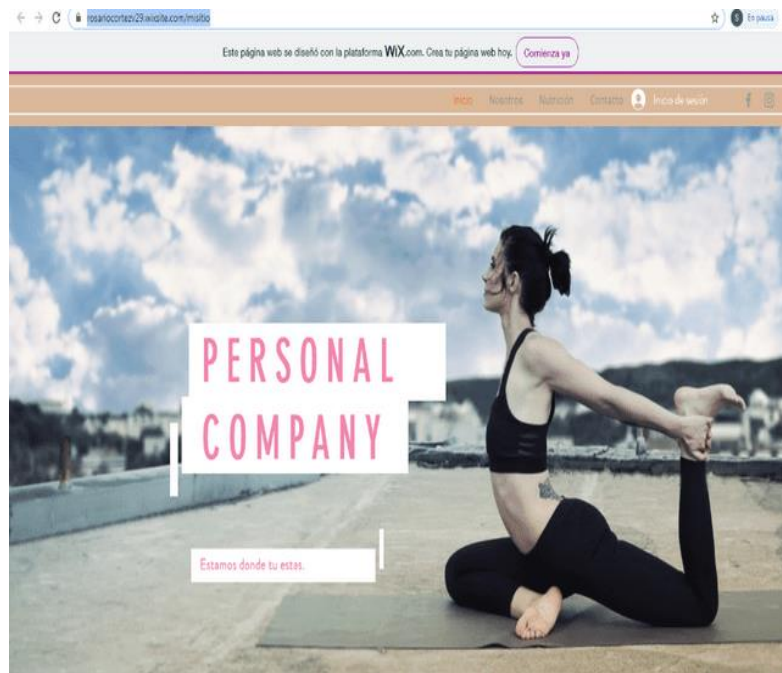 rosariocortezv29.wixsite.com/misitio
S En pausa
Este página web se diseñó con la plataforma WiX.com. Crea tu página web hoy. Comienza ya
Inicio Nosotros Nutrición Contacto Inicio de sesión
PERSONAL
COMPANY
Estamos donde tu estas.